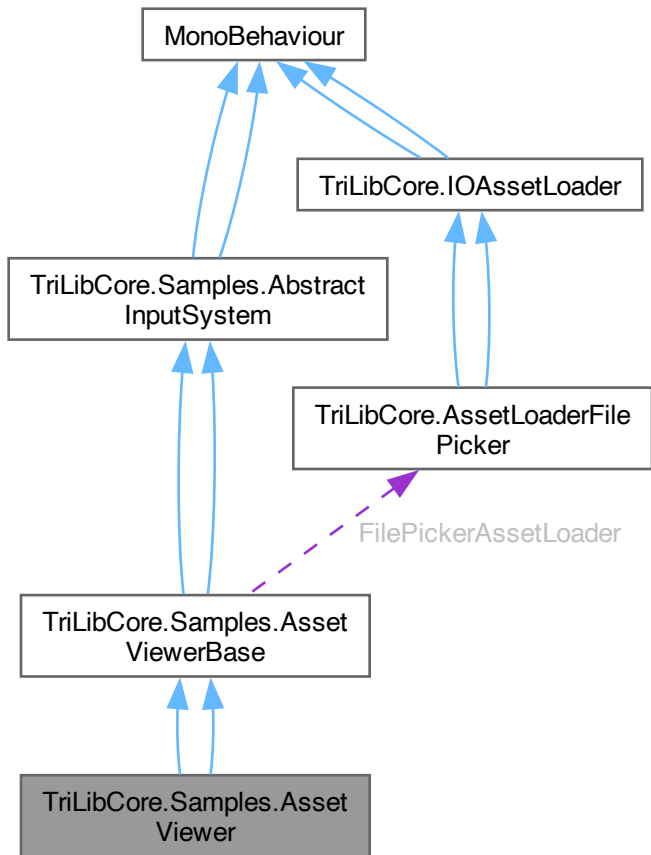 MonoBehaviour
TriLibCore.IOAssetLoader
TriLibCore.Samples.Abstract
InputSystem
TriLibCore.AssetLoaderFile
Picker
FilePickerAssetLoader
TriLibCore.Samples.Asset
ViewerBase
TriLibCore.Samples.Asset
Viewer